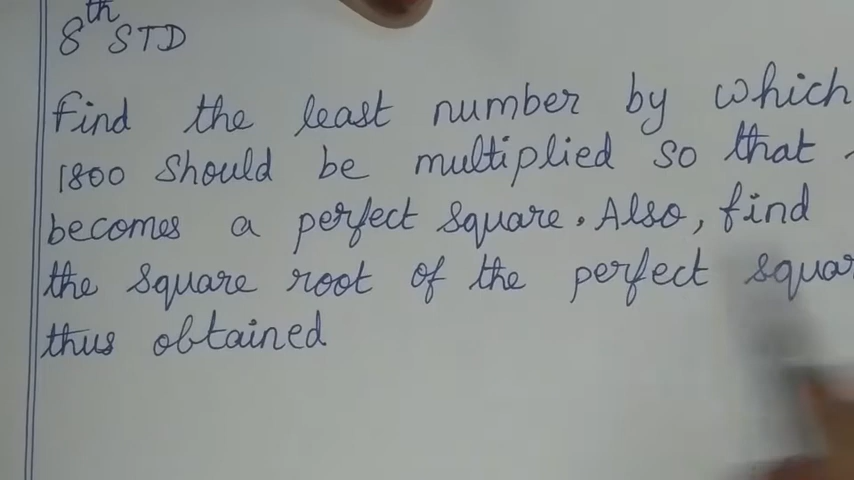 8th STD
Find the least number by which
1800 should be multiplied so that
becomes a perfect square. Also, find
the square root of the perfect squar
thus obtained